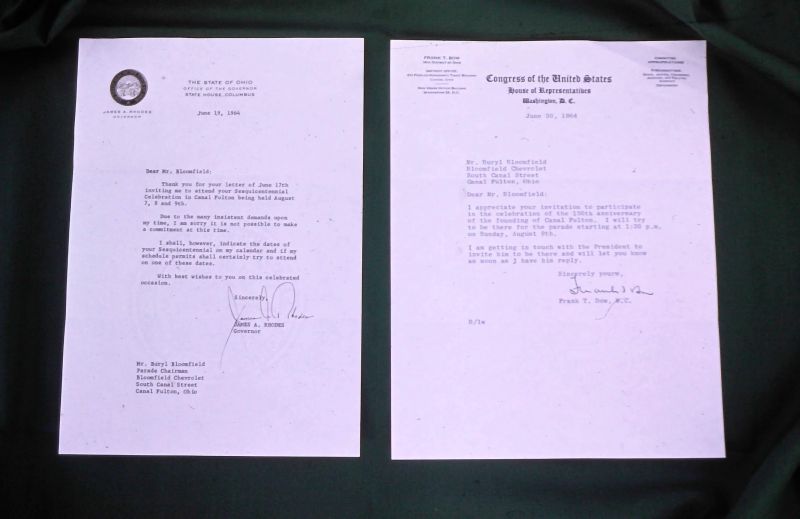 THE STATE OF OHIO
OFFICE OF THE GOVERNOR
STATE HOUSE, COLUMBUS
JAMES A. RHODES
GOVERNOR
June 19, 1964
Dear Mr. Bloomfield:
Thank you for your letter of June 17th
inviting me to attend your Sesquicentennial
Celebration in Canal Fulton being held August
7, 8 and 9th.
Due to the many insistent demands upon
my time, I am sorry it is not possible to make
a commitment at this time.
I shall, however, indicate the dates of
your Sesquicentennial on my calendar and if my
schedule permits shall certainly try to attend
on one of these dates.
With best wishes to you on this celebrated
occasion.
Sincerely,
JAMES A. RHODES
Governor
Mr. Buryl Bloomfield
Parade Chairman
Bloomfield Chevrolet
South Canal Street
Canal Fulton, Ohio
FRANK T. BOW
Congress of the United States
House of Representatives
Washington, D. C.
COMMITTEE
APPROPRIATIONS
June 30, 1964
Mr. Buryl Bloomfield
Bloomfield Chevrolet
South Canal Street
Canal Fulton, Ohio
Dear Mr. Bloomfield:
I appreciate your invitation to participate
in the celebration of the 150th anniversary
of the founding of Canal Fulton. I will try
to be there for the parade starting at 1:30 p.m.
on Sunday, August 9th.
I am getting in touch with the President to
invite him to be there and will let you know
as soon as I have his reply.
Sincerely yours,
Frank T. Bow, M.C.
B/lw